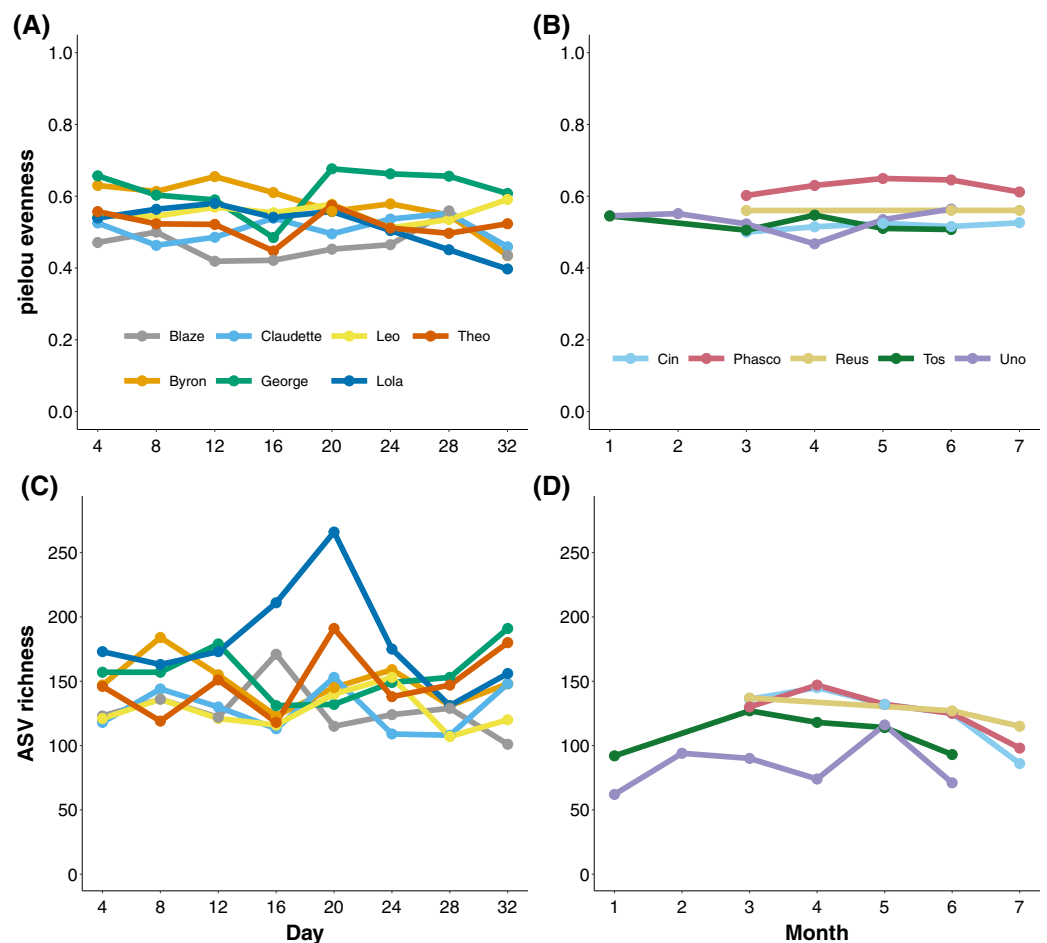 (A)
(B)
pielou evenness
1.0
0.8
0.6
0.4
0.2
0.0
Blaze Claudette Leo Theo
Byron George Lola
4 8 12 16 20 24 28 32
1.0
0.8
0.6
0.4
0.2
0.0
Cin Phasco Reus Tos Uno
1 2 3 4 5 6 7
(C)
(D)
ASV richness
250
200
150
100
50
0
4 8 12 16 20 24 28 32
Day
250
200
150
100
50
0
1 2 3 4 5 6 7
Month